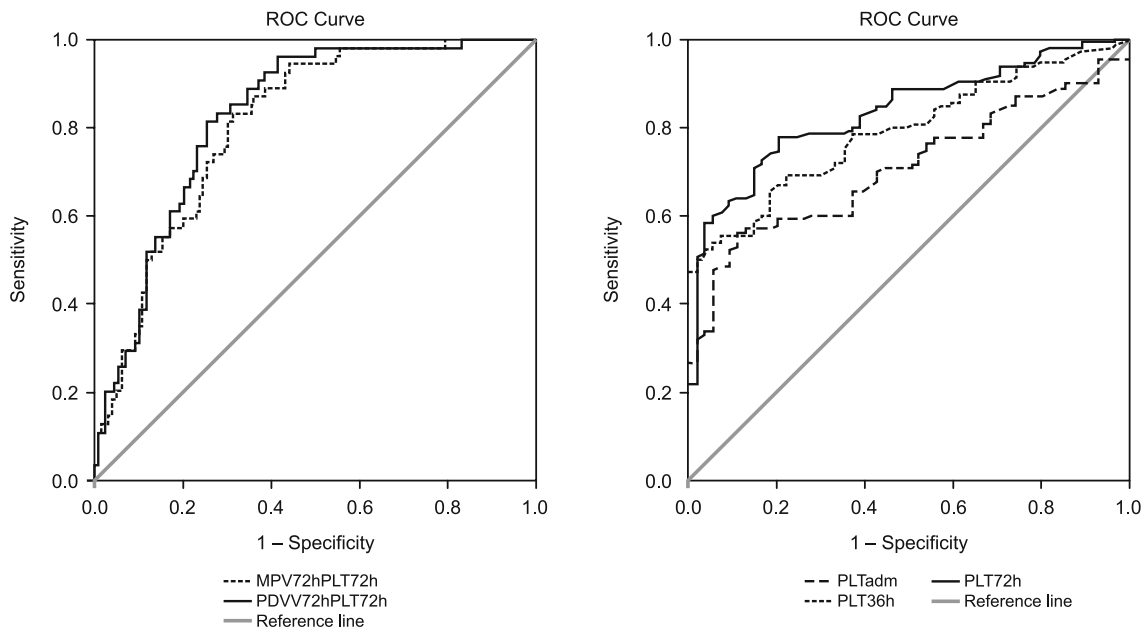 ROC Curve
1.0
0.8
0.6
0.4
0.2
0.0
Sensitivity
0.0 0.2 0.4 0.6 0.8 1.0
1 – Specificity
MPV72hPLT72h
PDVV72hPLT72h
Reference line
ROC Curve
1.0
0.8
0.6
0.4
0.2
0.0
Sensitivity
0.0 0.2 0.4 0.6 0.8 1.0
1 – Specificity
PLTadm PLT72h
PLT36h Reference line